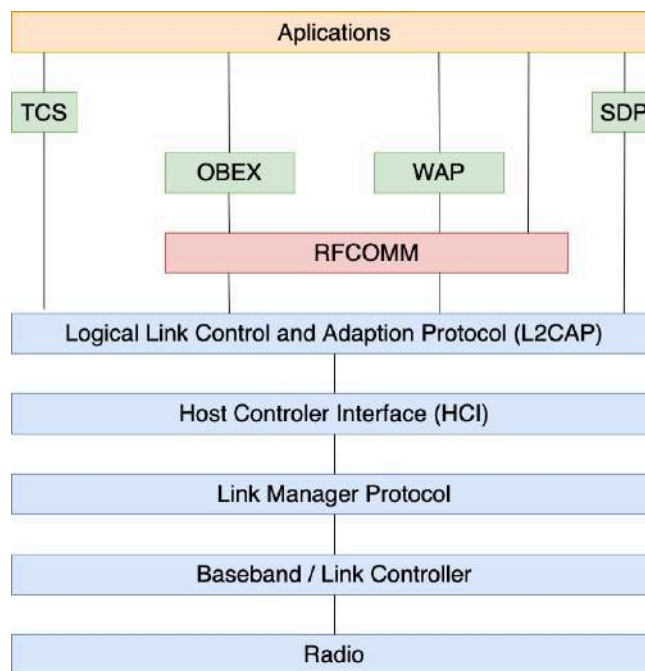 Aplications
TCS
SDP
OBEX
WAP
RFCOMM
Logical Link Control and Adaption Protocol (L2CAP)
Host Controler Interface (HCI)
Link Manager Protocol
Baseband / Link Controller
Radio